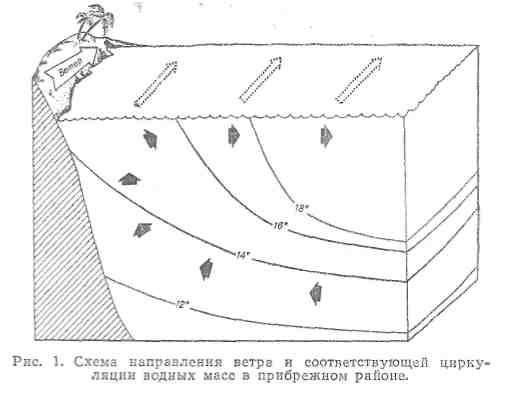 Ветер
18°
16°
14°
12°
Рис. 1. Схема направления ветра и соответствующей цирку-
ляции водных масс в прибрежном районе.